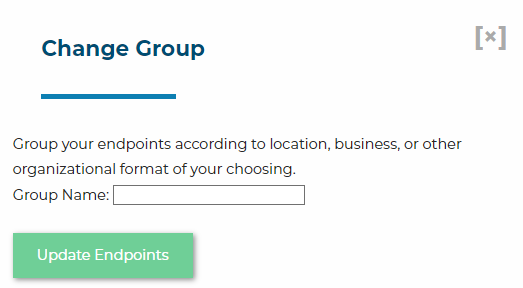 Change Group
[×]
Group your endpoints according to location, business, or other
organizational format of your choosing.
Group Name:
Update Endpoints